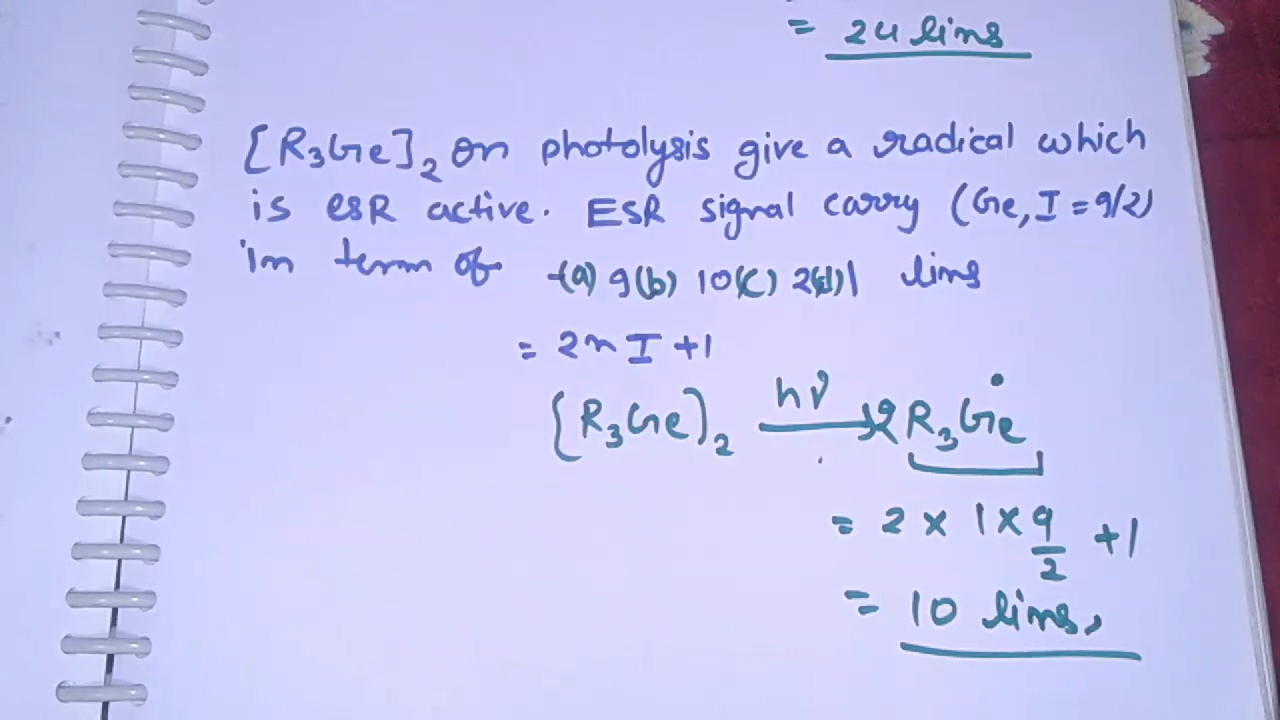 = 24 lins
[R₃Ge]₂ on photolysis give a radical which
is esR active. ESR signal carry (Ge, I = 9/2)
in term of (a) 9 (b) 10 (c) 2 (d) 1 lins
= 2nI + 1
[R₃Ge]₂ hν → 2R₃Ge•
= 2 × 1 × 9/2 + 1
= 10 lins,